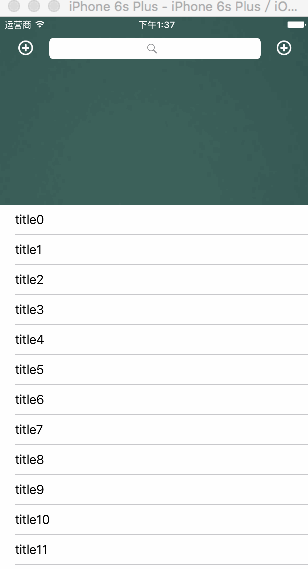 iPhone 6s Plus - iPhone 6s Plus / iO...
运营商 下午1:37
title0
title1
title2
title3
title4
title5
title6
title7
title8
title9
title10
title11